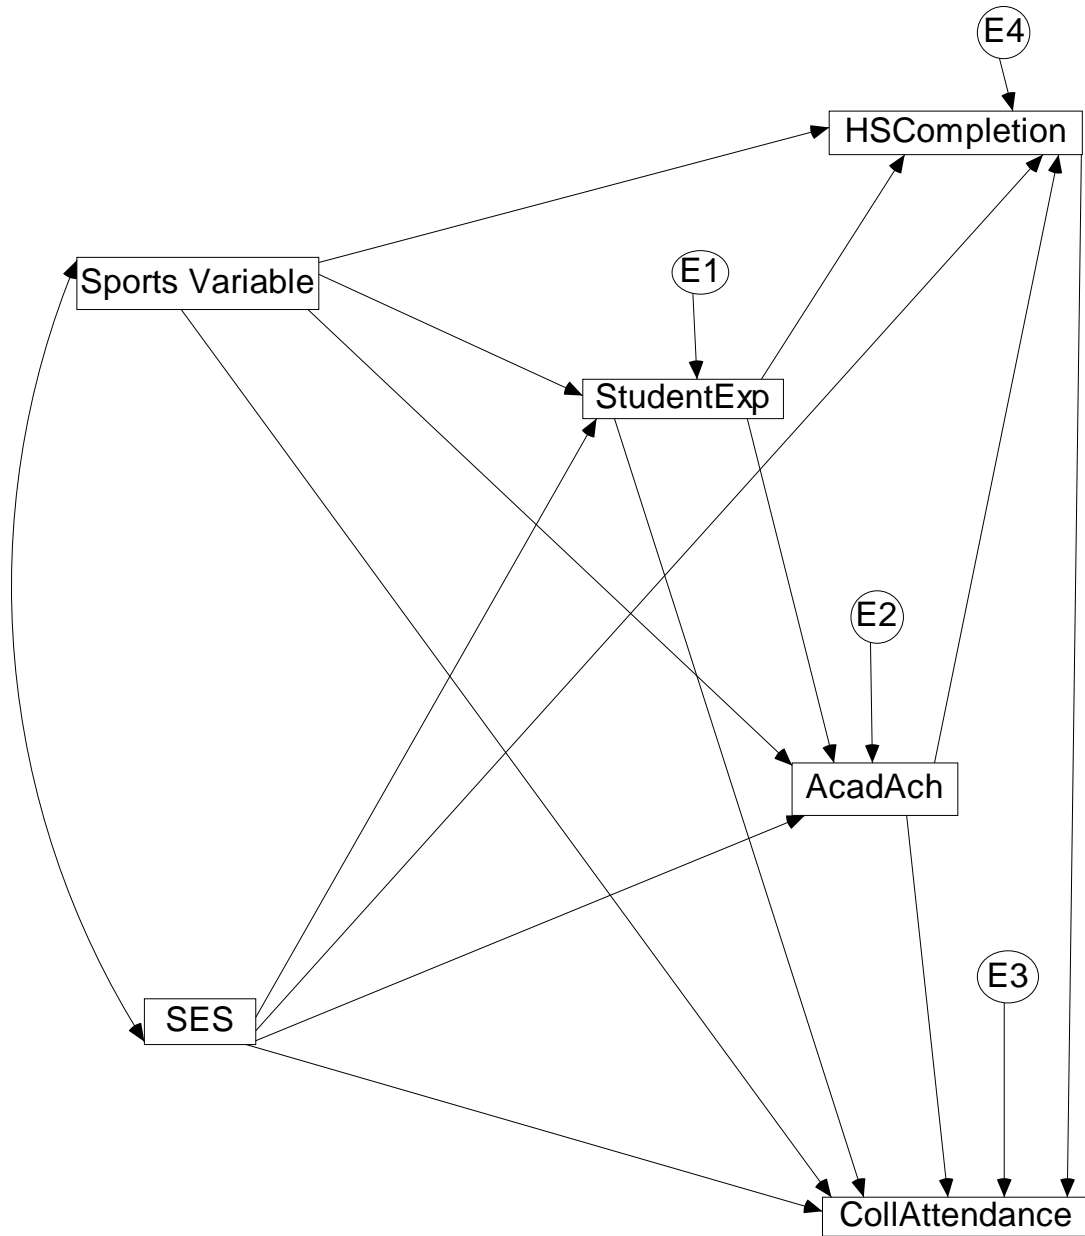 E4
HSCompletion
E1
Sports Variable
StudentExp
E2
AcadAch
E3
SES
CollAttendance